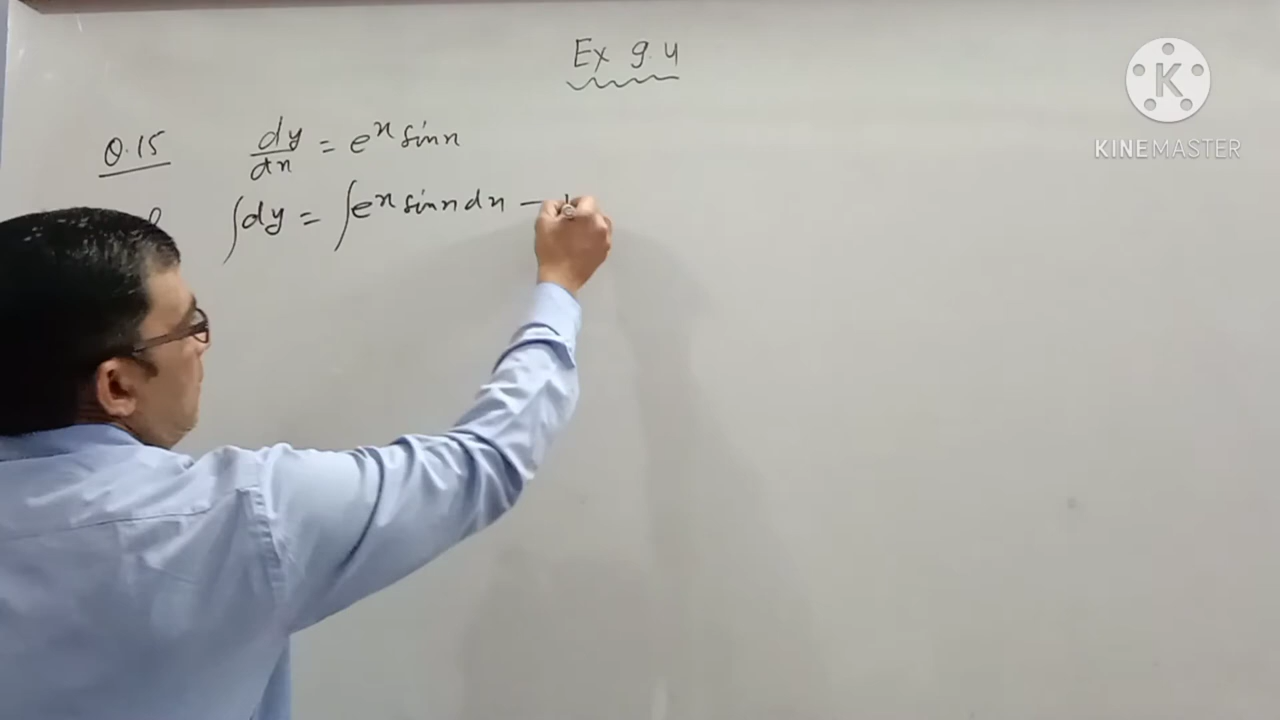 Ex 9.4
K
KINEMASTER
Q.15 dy/dx = e^x sinx
∫dy = ∫e^x sinx dx —